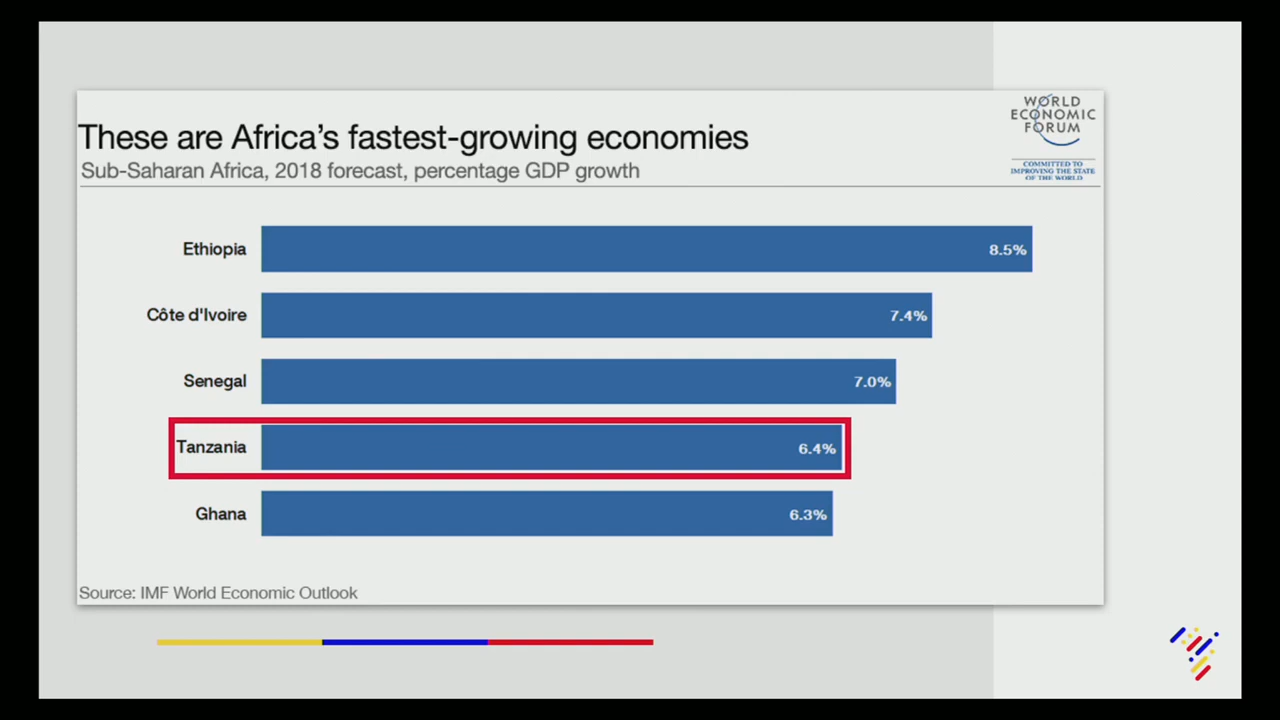 These are Africa's fastest-growing economies
Sub-Saharan Africa, 2018 forecast, percentage GDP growth
WORLD
ECONOMIC
FORUM
COMMITTED TO
IMPROVING THE STATE
OF THE WORLD
Ethiopia 8.5%
Côte d'Ivoire 7.4%
Senegal 7.0%
Tanzania 6.4%
Ghana 6.3%
Source: IMF World Economic Outlook